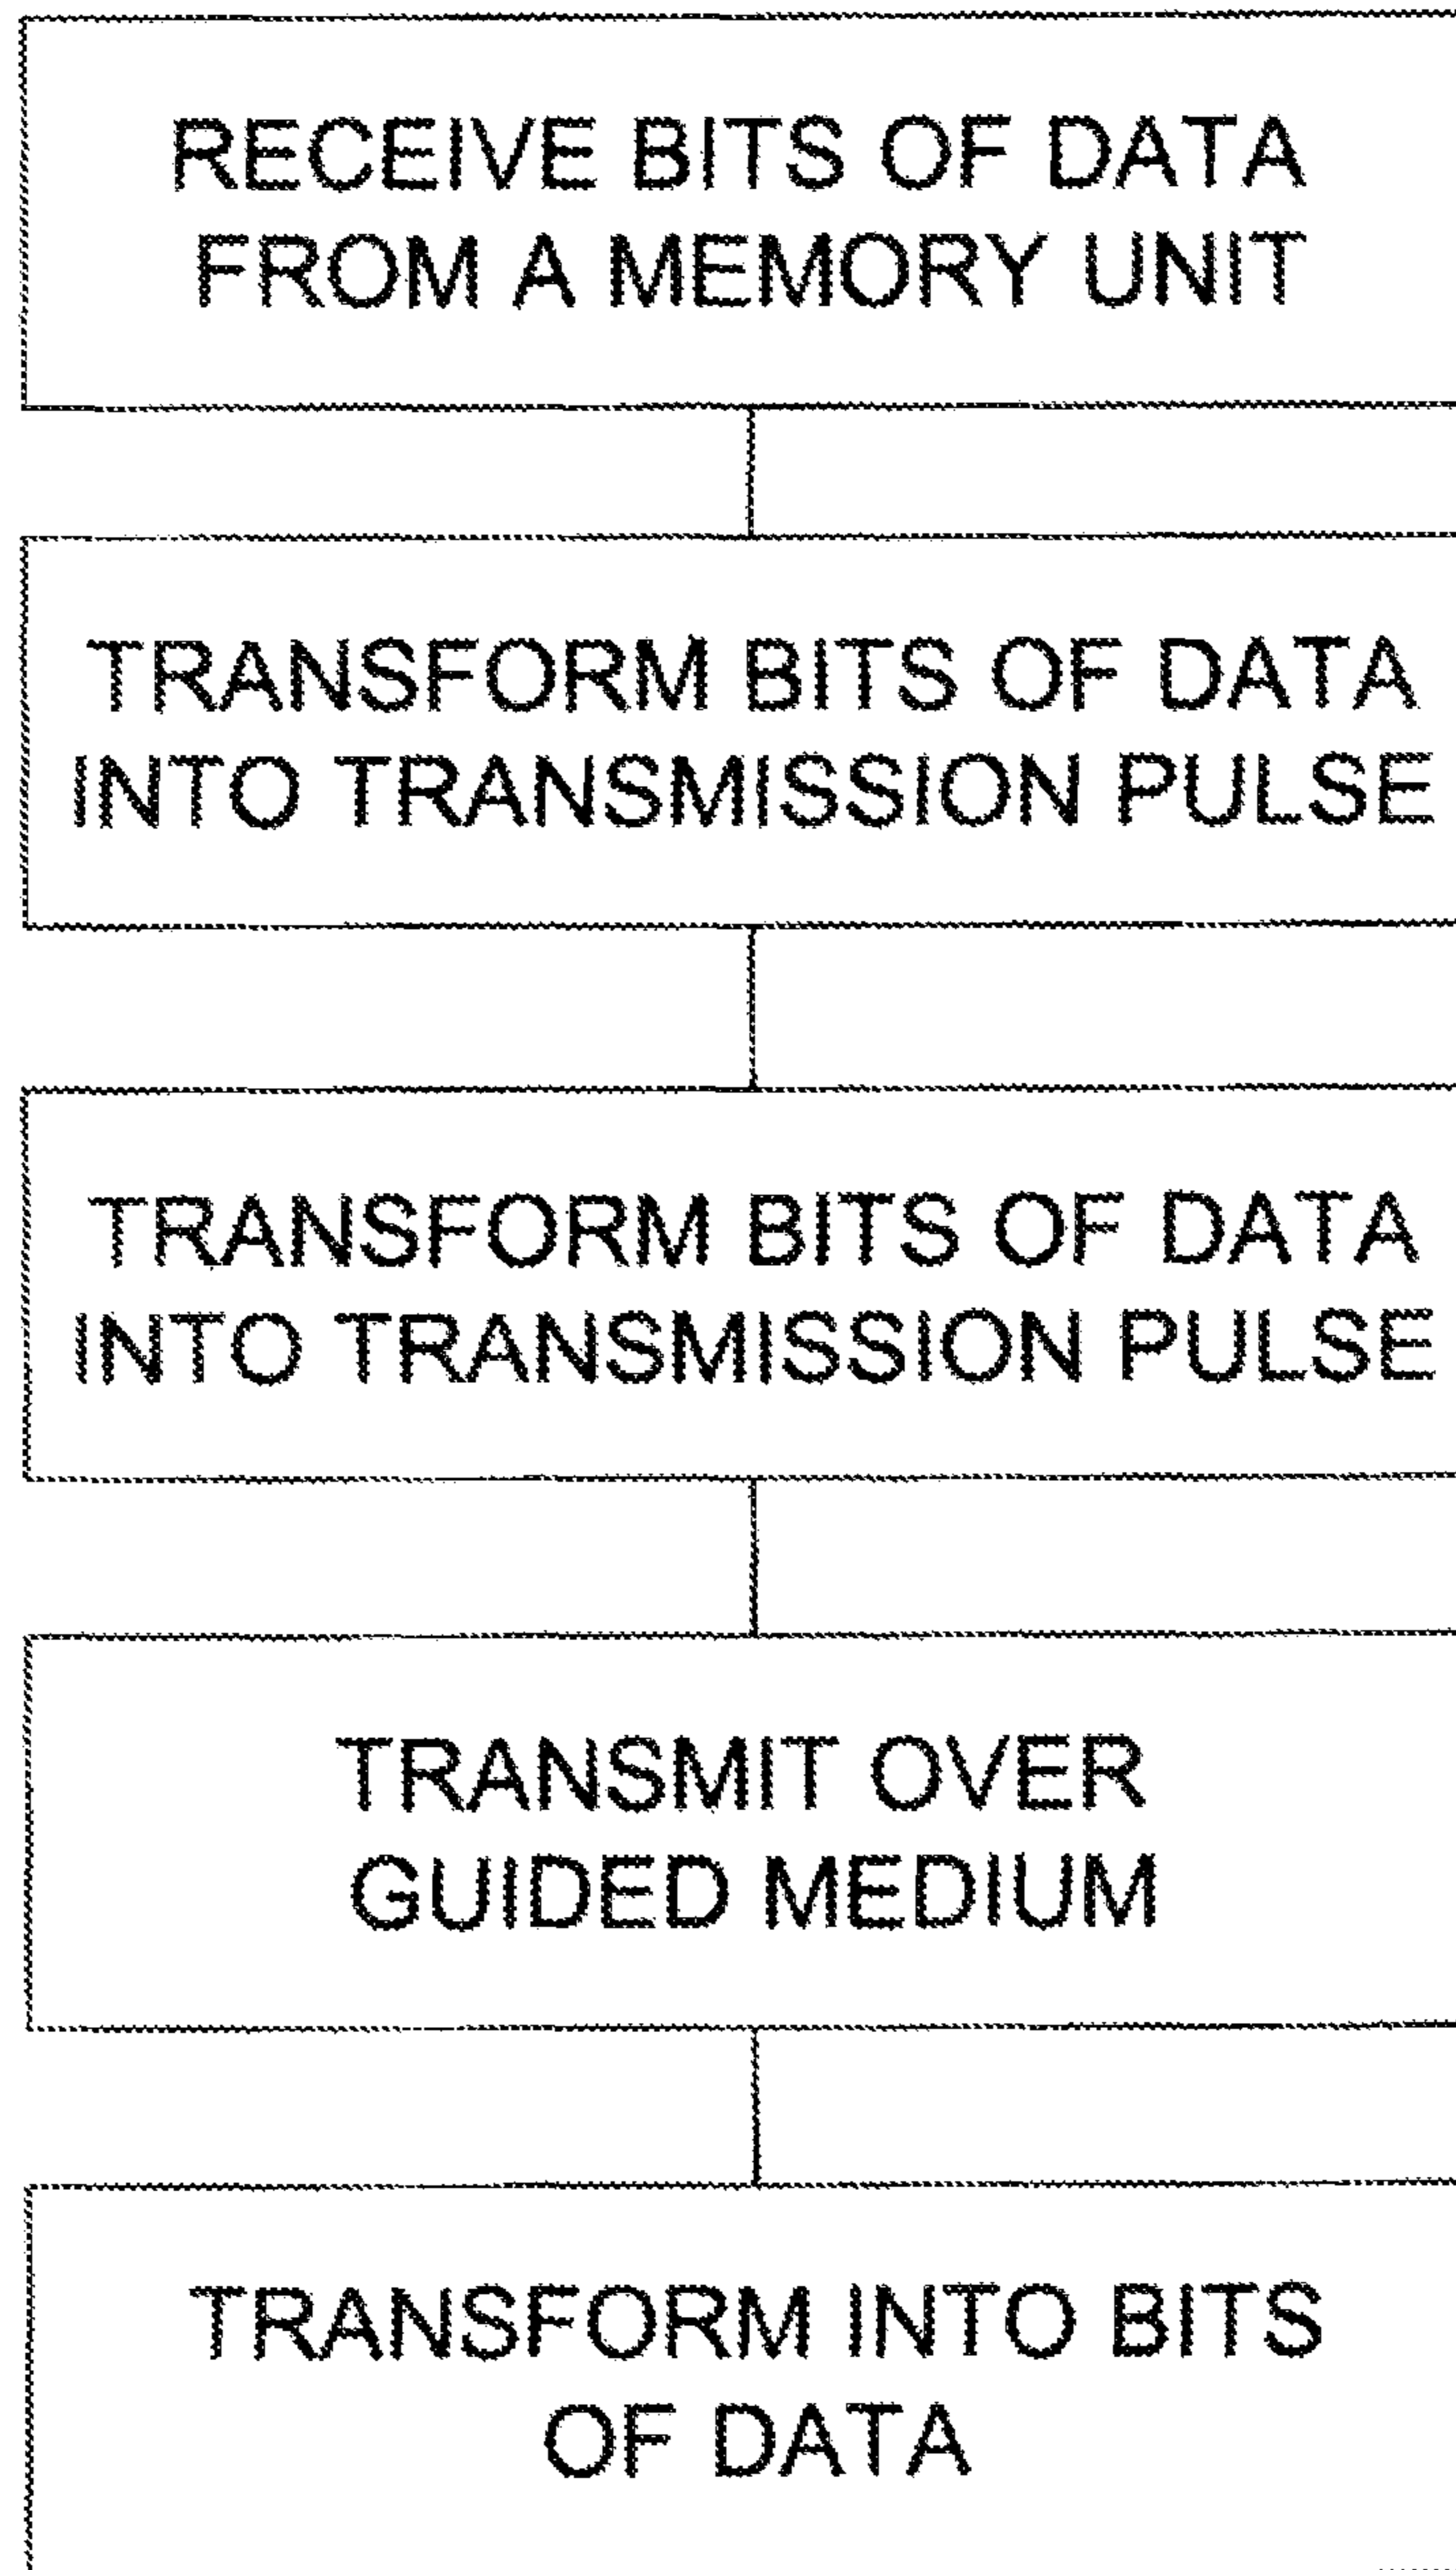 RECEIVE BITS OF DATA
FROM A MEMORY UNIT
TRANSFORM BITS OF DATA
INTO TRANSMISSION PULSE
TRANSFORM BITS OF DATA
INTO TRANSMISSION PULSE
TRANSMIT OVER
GUIDED MEDIUM
TRANSFORM INTO BITS
OF DATA